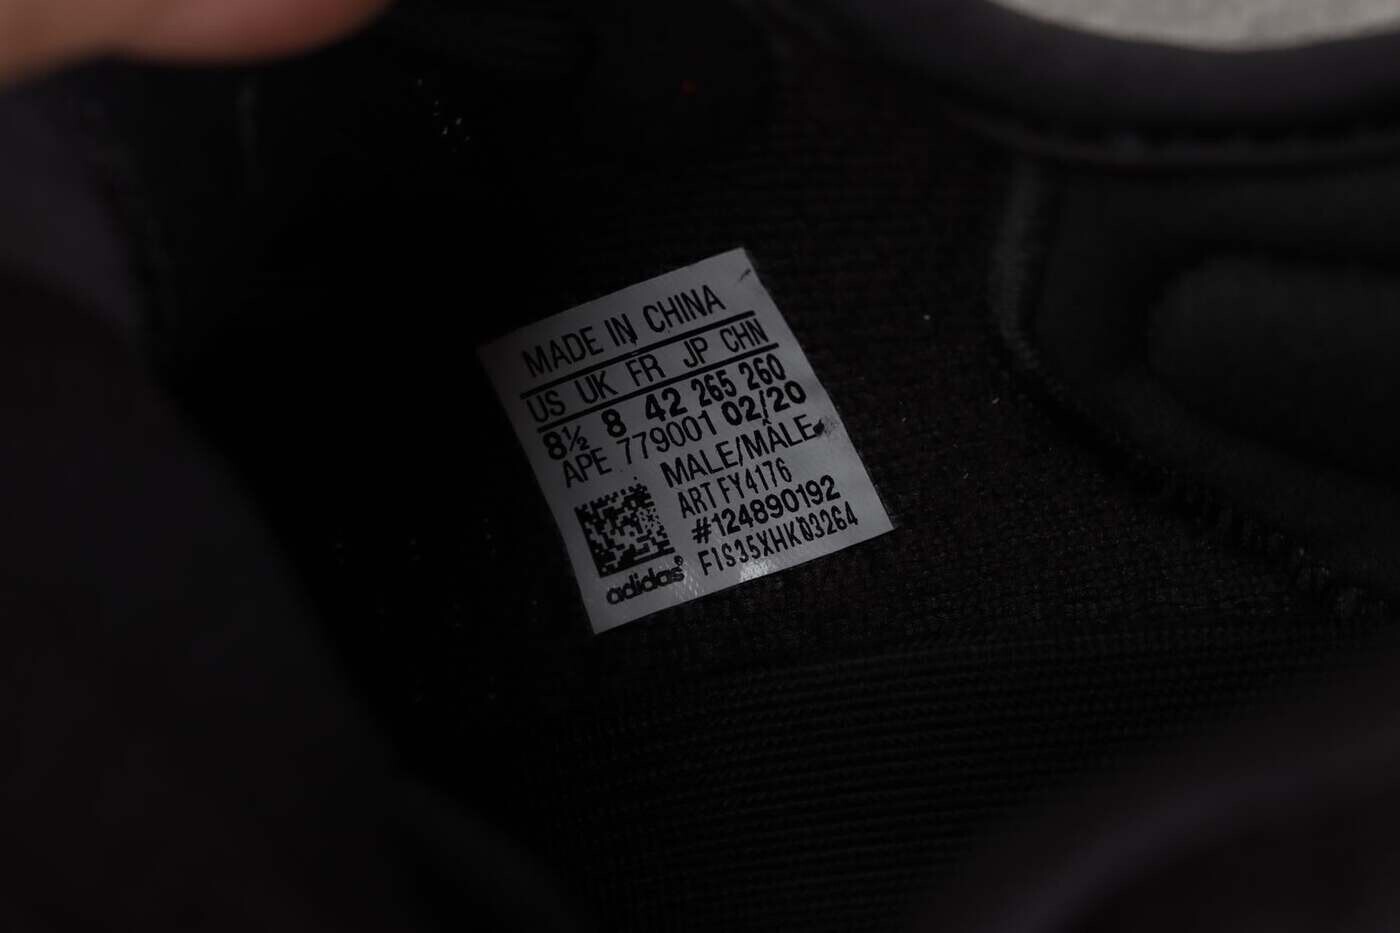 MADE IN CHINA
US UK FR JP CHN
8½ 8 42 265 260
APE 779001 02/20
MALE/MÂLE
ART FY4176
#124890192
F1S35XHK03264
adidas®